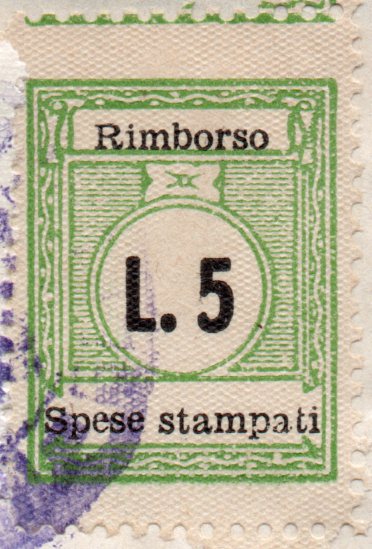 Rimborso
L. 5
Spese stampati